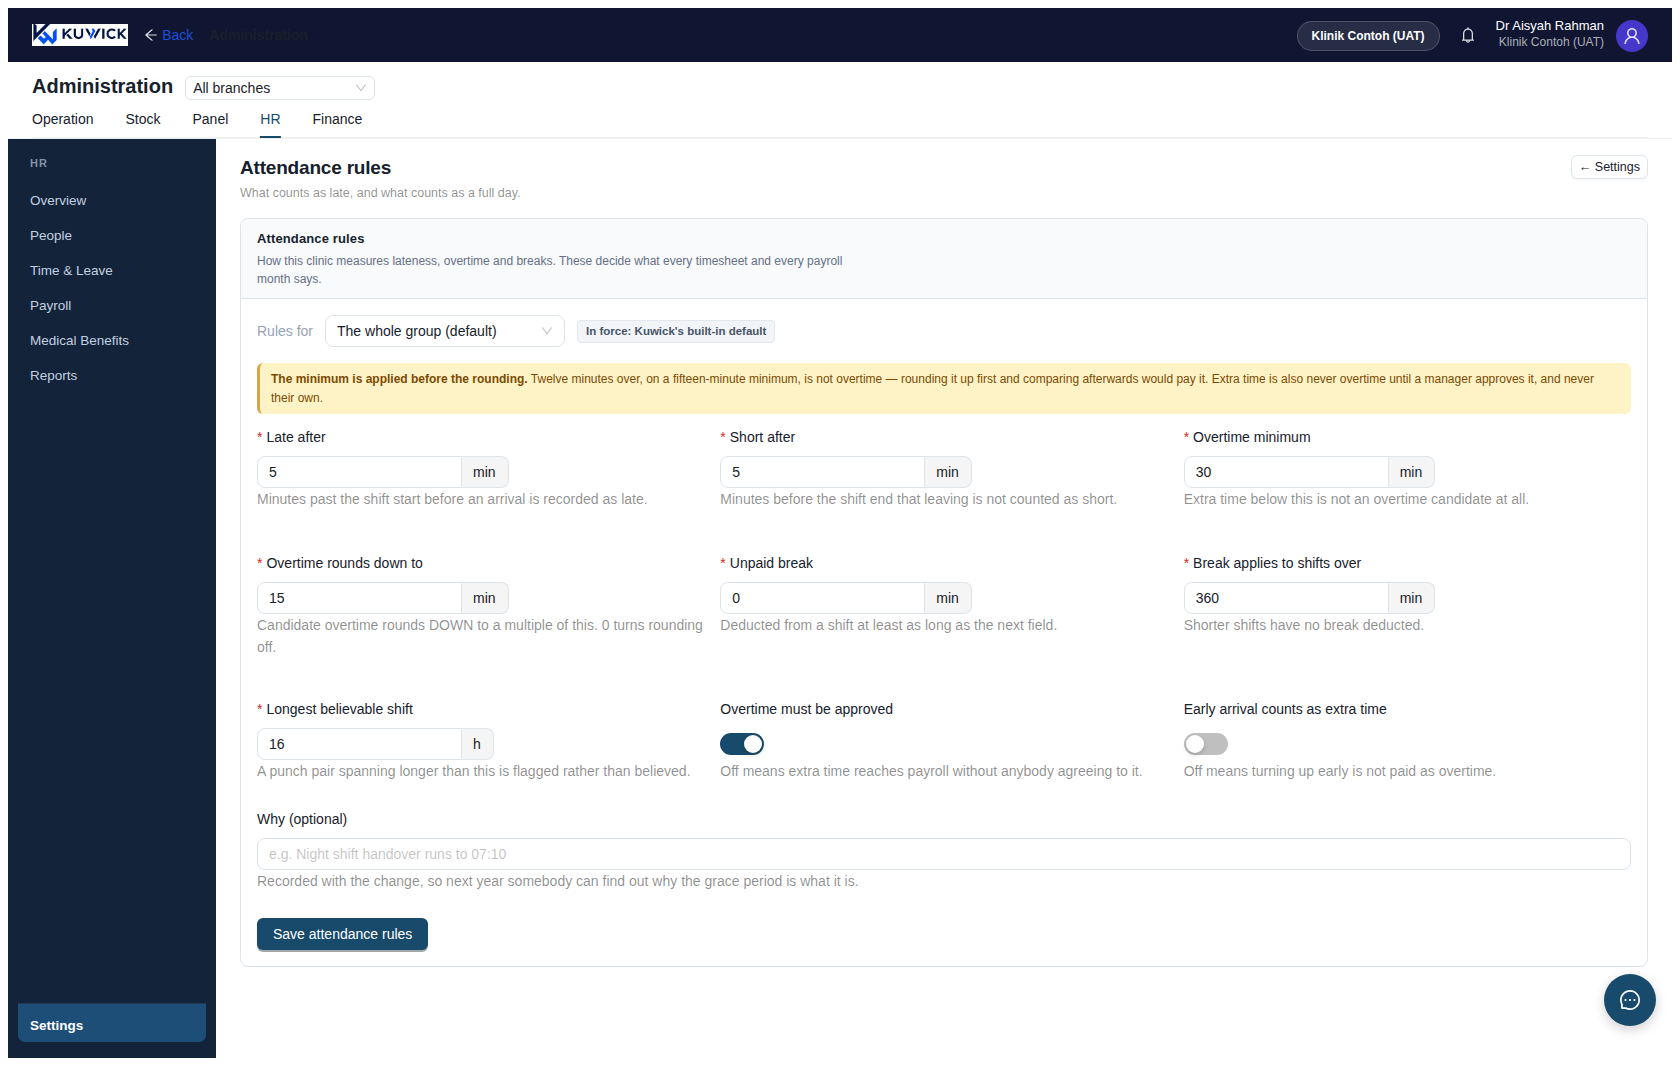 KUWICK
Back Administration
Klinik Contoh (UAT)
Dr Aisyah Rahman
Klinik Contoh (UAT)
Administration
All branches
Operation Stock Panel HR Finance
HR
Overview
People
Time & Leave
Payroll
Medical Benefits
Reports
Settings
Attendance rules
← Settings
What counts as late, and what counts as a full day.
Attendance rules
How this clinic measures lateness, overtime and breaks. These decide what every timesheet and every payroll
month says.
Rules for The whole group (default) In force: Kuwick's built-in default
The minimum is applied before the rounding. Twelve minutes over, on a fifteen-minute minimum, is not overtime — rounding it up first and comparing afterwards would pay it. Extra time is also never overtime until a manager approves it, and never
their own.
* Late after
5 min
Minutes past the shift start before an arrival is recorded as late.
* Short after
5 min
Minutes before the shift end that leaving is not counted as short.
* Overtime minimum
30 min
Extra time below this is not an overtime candidate at all.
* Overtime rounds down to
15 min
Candidate overtime rounds DOWN to a multiple of this. 0 turns rounding
off.
* Unpaid break
0 min
Deducted from a shift at least as long as the next field.
* Break applies to shifts over
360 min
Shorter shifts have no break deducted.
* Longest believable shift
16 h
A punch pair spanning longer than this is flagged rather than believed.
Overtime must be approved
Off means extra time reaches payroll without anybody agreeing to it.
Early arrival counts as extra time
Off means turning up early is not paid as overtime.
Why (optional)
e.g. Night shift handover runs to 07:10
Recorded with the change, so next year somebody can find out why the grace period is what it is.
Save attendance rules